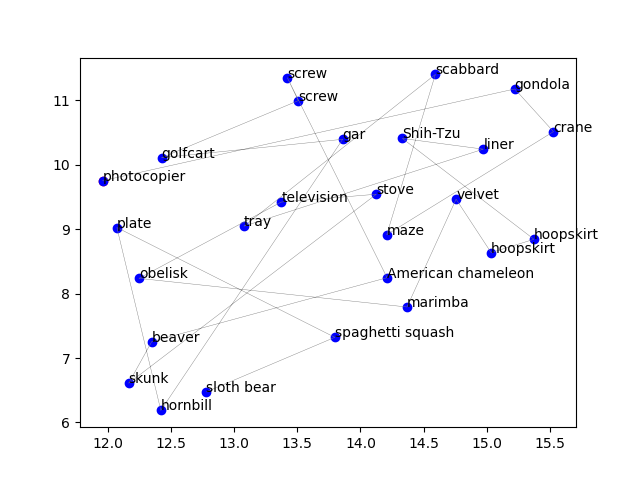 screw
scabbard
gondola
screw
crane
gar
Shih-Tzu
liner
golfcart
photocopier
television
stove
velvet
plate
tray
maze
hoopskirt
hoopskirt
obelisk
American chameleon
marimba
beaver
spaghetti squash
skunk
sloth bear
hornbill
11
10
9
8
7
6
12.0 12.5 13.0 13.5 14.0 14.5 15.0 15.5